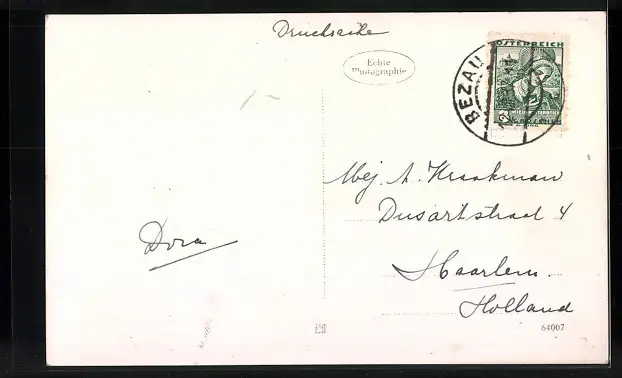 Drucksache
Echte
Photographie
ÖSTERREICH
BEZAU
Mej. A. Kraakman
Dusartstraat 4
Dora
Haarlem.
Holland
64007